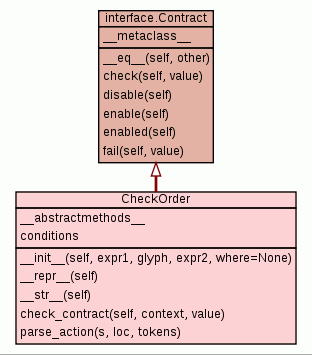 interface.Contract
__metaclass__
__eq__(self, other)
check(self, value)
disable(self)
enable(self)
enabled(self)
fail(self, value)
CheckOrder
__abstractmethods__
conditions
__init__(self, expr1, glyph, expr2, where=None)
__repr__(self)
__str__(self)
check_contract(self, context, value)
parse_action(s, loc, tokens)